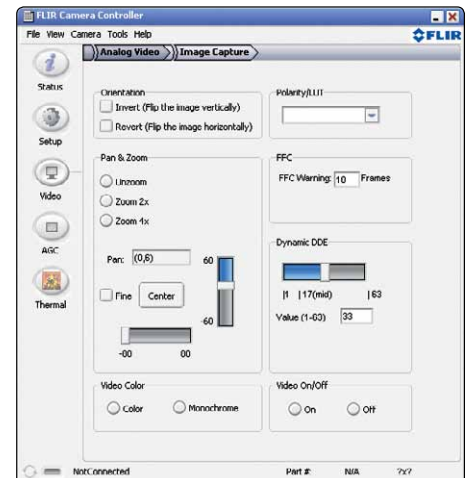 FLIR Camera Controller
File View Camera Tools Help
FLIR
Analog Video Image Capture
Status
Setup
Video
AGC
Thermal
Orientation
Invert (Flip the image vertically)
Revert (Flip the image horizontally)
Polarity/LUT
Pan & Zoom
Unzoom
Zoom 2x
Zoom 4x
Pan: (0,6)
60
-60
Fine Center
-80 80
FFC
FFC Warning: 10 Frames
Dynamic DDE
|1 |17(mid) |63
Value (1-63) 33
Video Color
Color Monochrome
Video On/Off
On Off
NotConnected Part #: N/A ?x?